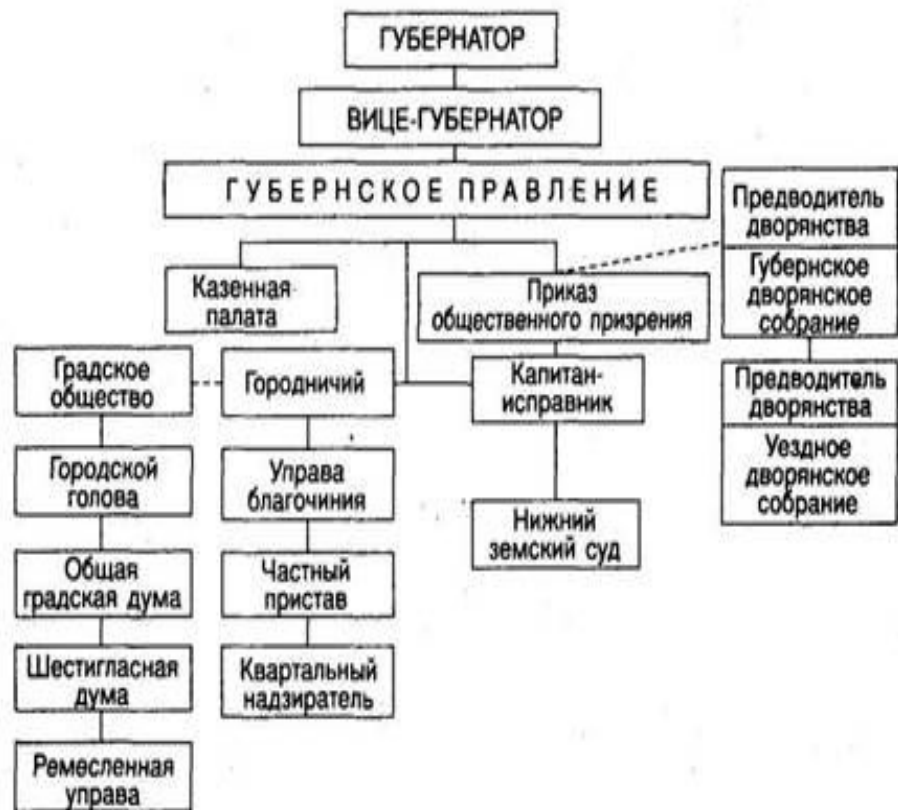 ГУБЕРНАТОР
ВИЦЕ-ГУБЕРНАТОР
ГУБЕРНСКОЕ ПРАВЛЕНИЕ
Предводитель
дворянства
Губернское
дворянское
собрание
Казенная
палата
Приказ
общественного призрения
Градское
общество
Городничий
Капитан-
исправник
Предводитель
дворянства
Уездное
дворянское
собрание
Городской
голова
Управа
благочиния
Нижний
земский суд
Общая
градская дума
Частный
пристав
Шестигласная
дума
Квартальный
надзиратель
Ремесленная
управа